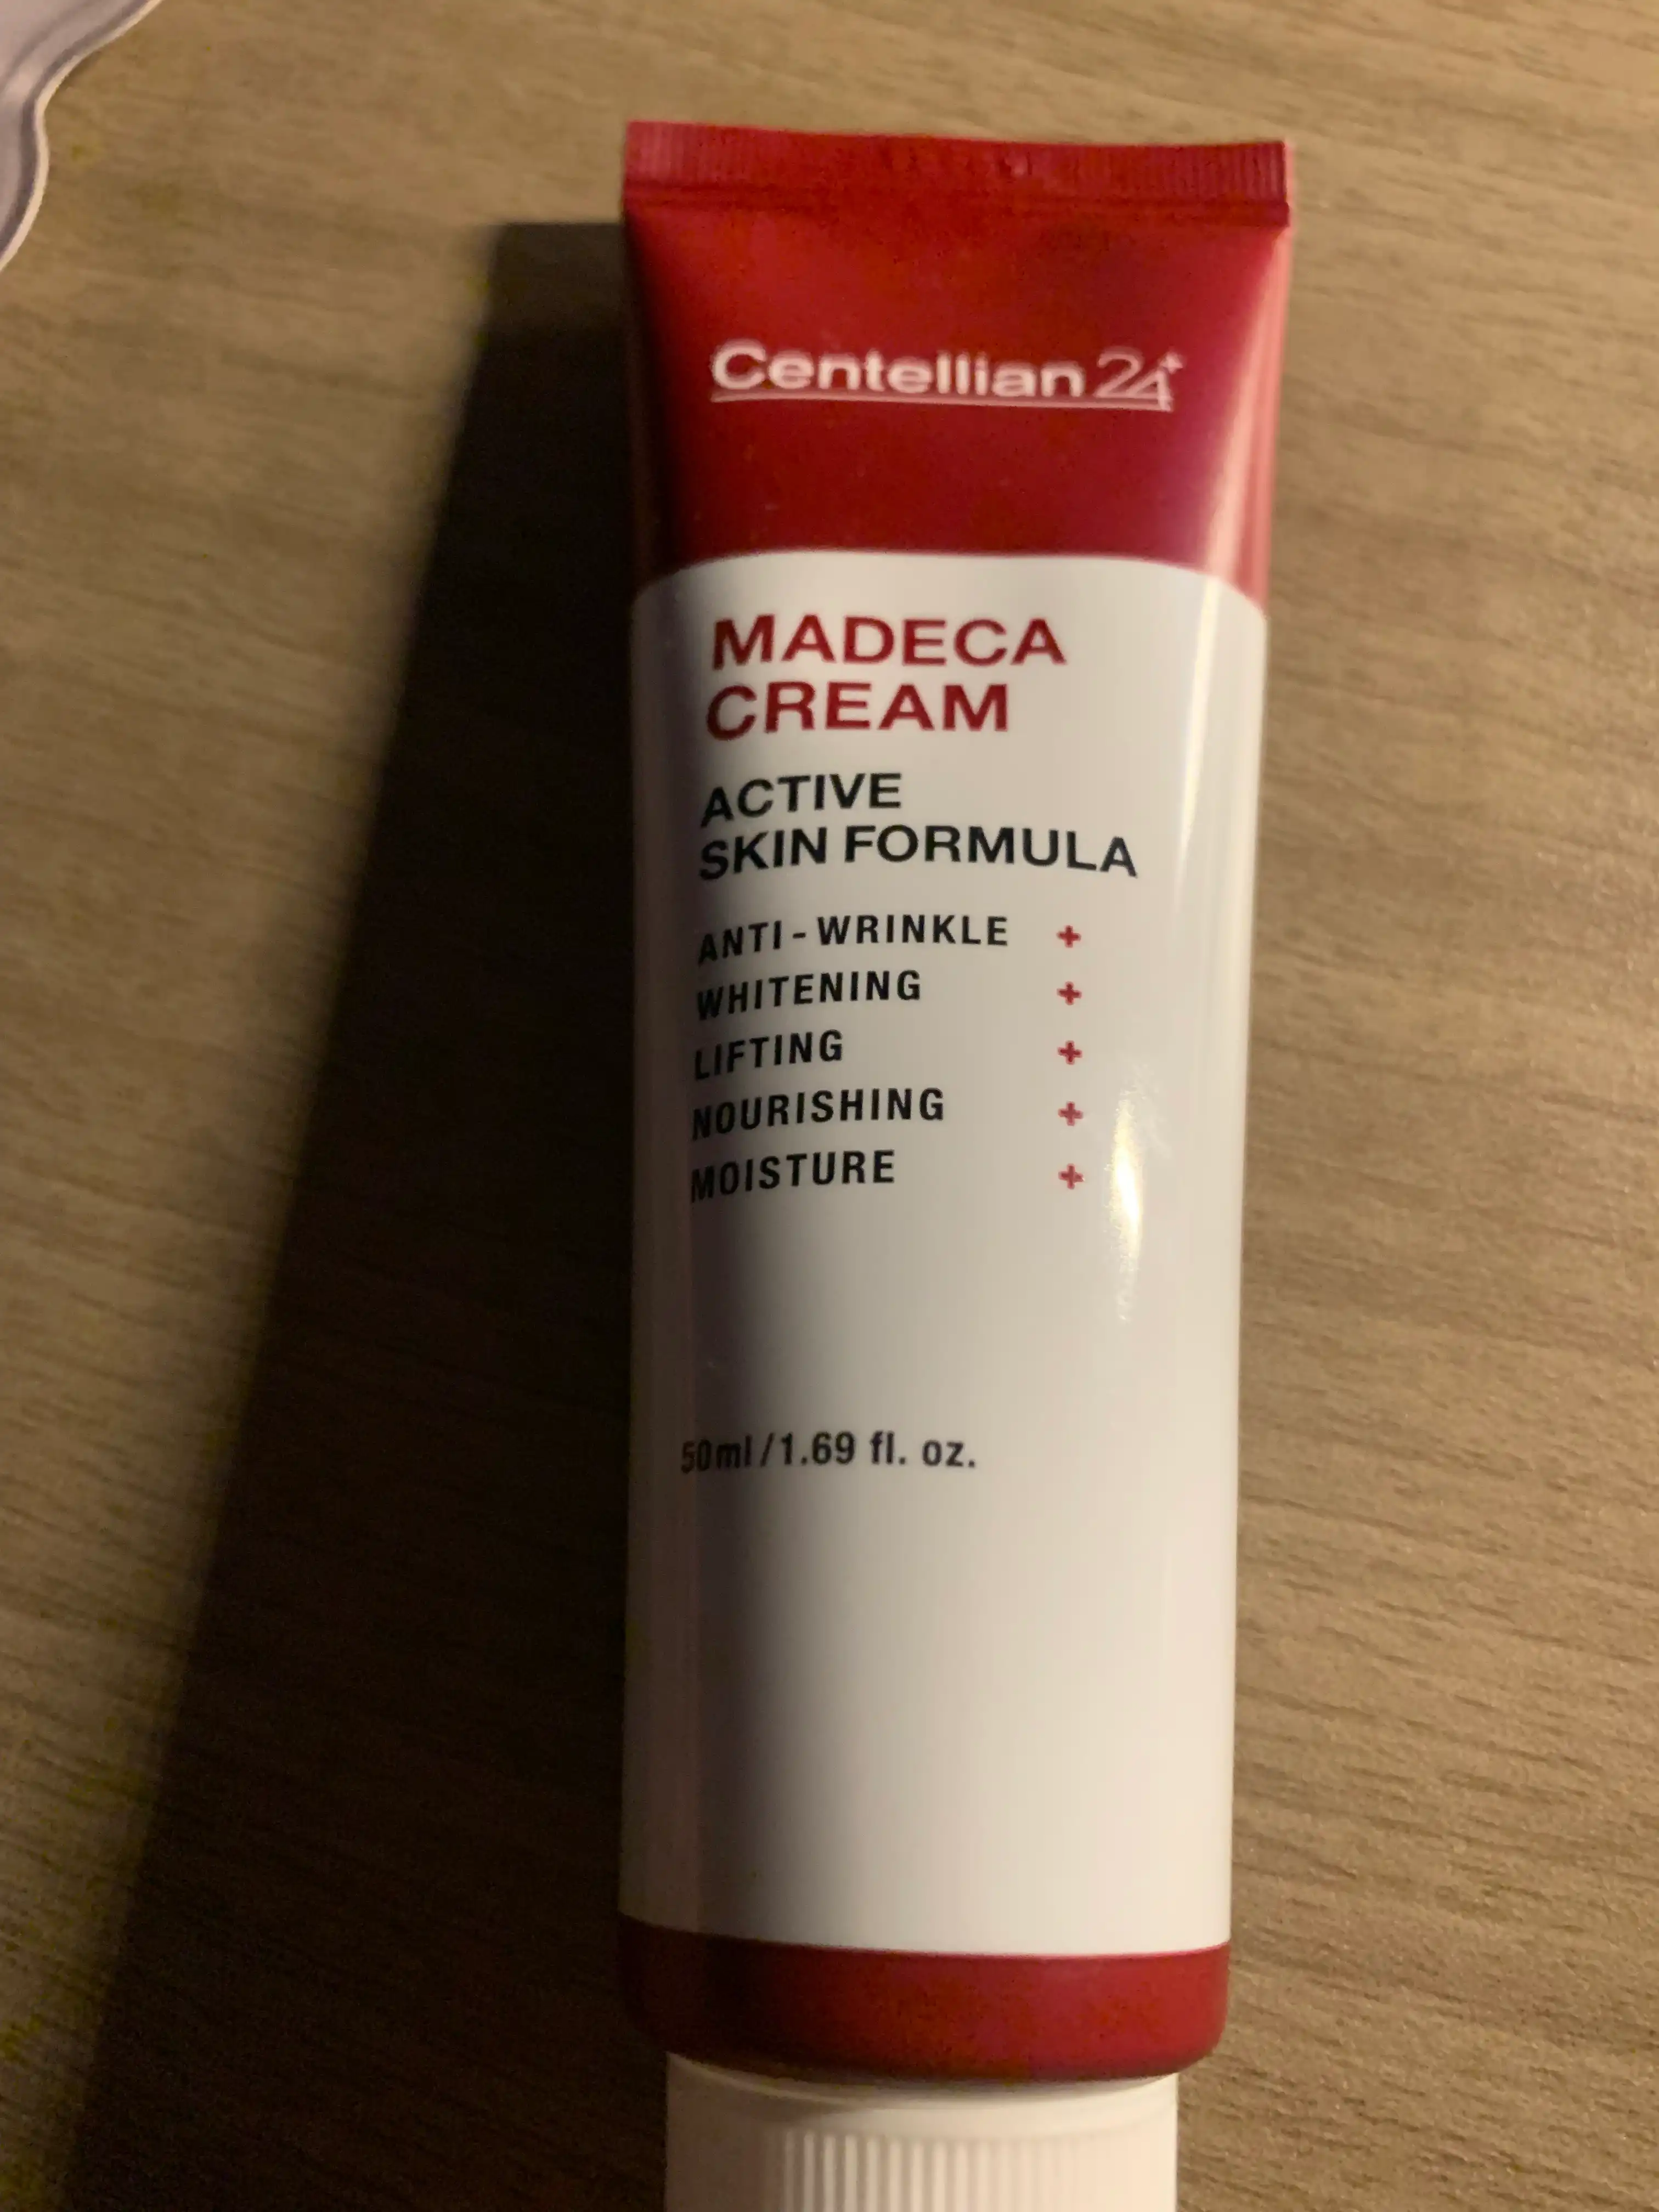 Centellian24+
MADECA
CREAM
ACTIVE
SKIN FORMULA
ANTI-WRINKLE +
WHITENING +
LIFTING +
NOURISHING +
MOISTURE +
50ml/1.69 fl. oz.